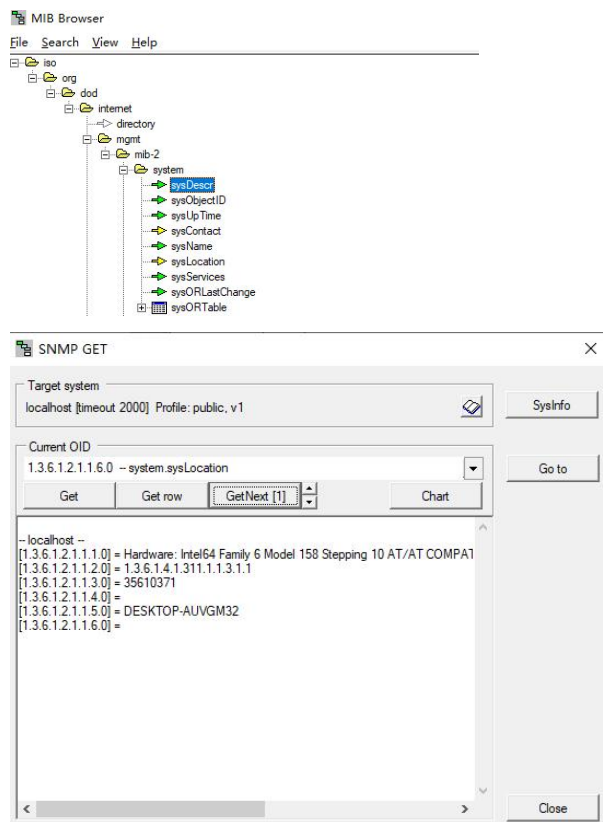 MIB Browser
File Search View Help
iso
org
dod
internet
directory
mgmt
mib-2
system
sysDescr
sysObjectID
sysUpTime
sysContact
sysName
sysLocation
sysServices
sysORLastChange
sysORTable
SNMP GET
Target system
localhost [timeout 2000] Profile: public, v1
SysInfo
Current OID
1.3.6.1.2.1.1.6.0 -- system.sysLocation
Go to
Get Get row GetNext [1] Chart
-- localhost --
[1.3.6.1.2.1.1.1.0] = Hardware: Intel64 Family 6 Model 158 Stepping 10 AT/AT COMPAT
[1.3.6.1.2.1.1.2.0] = 1.3.6.1.4.1.311.1.1.3.1.1
[1.3.6.1.2.1.1.3.0] = 35610371
[1.3.6.1.2.1.1.4.0] =
[1.3.6.1.2.1.1.5.0] = DESKTOP-AUVGM32
[1.3.6.1.2.1.1.6.0] =
Close